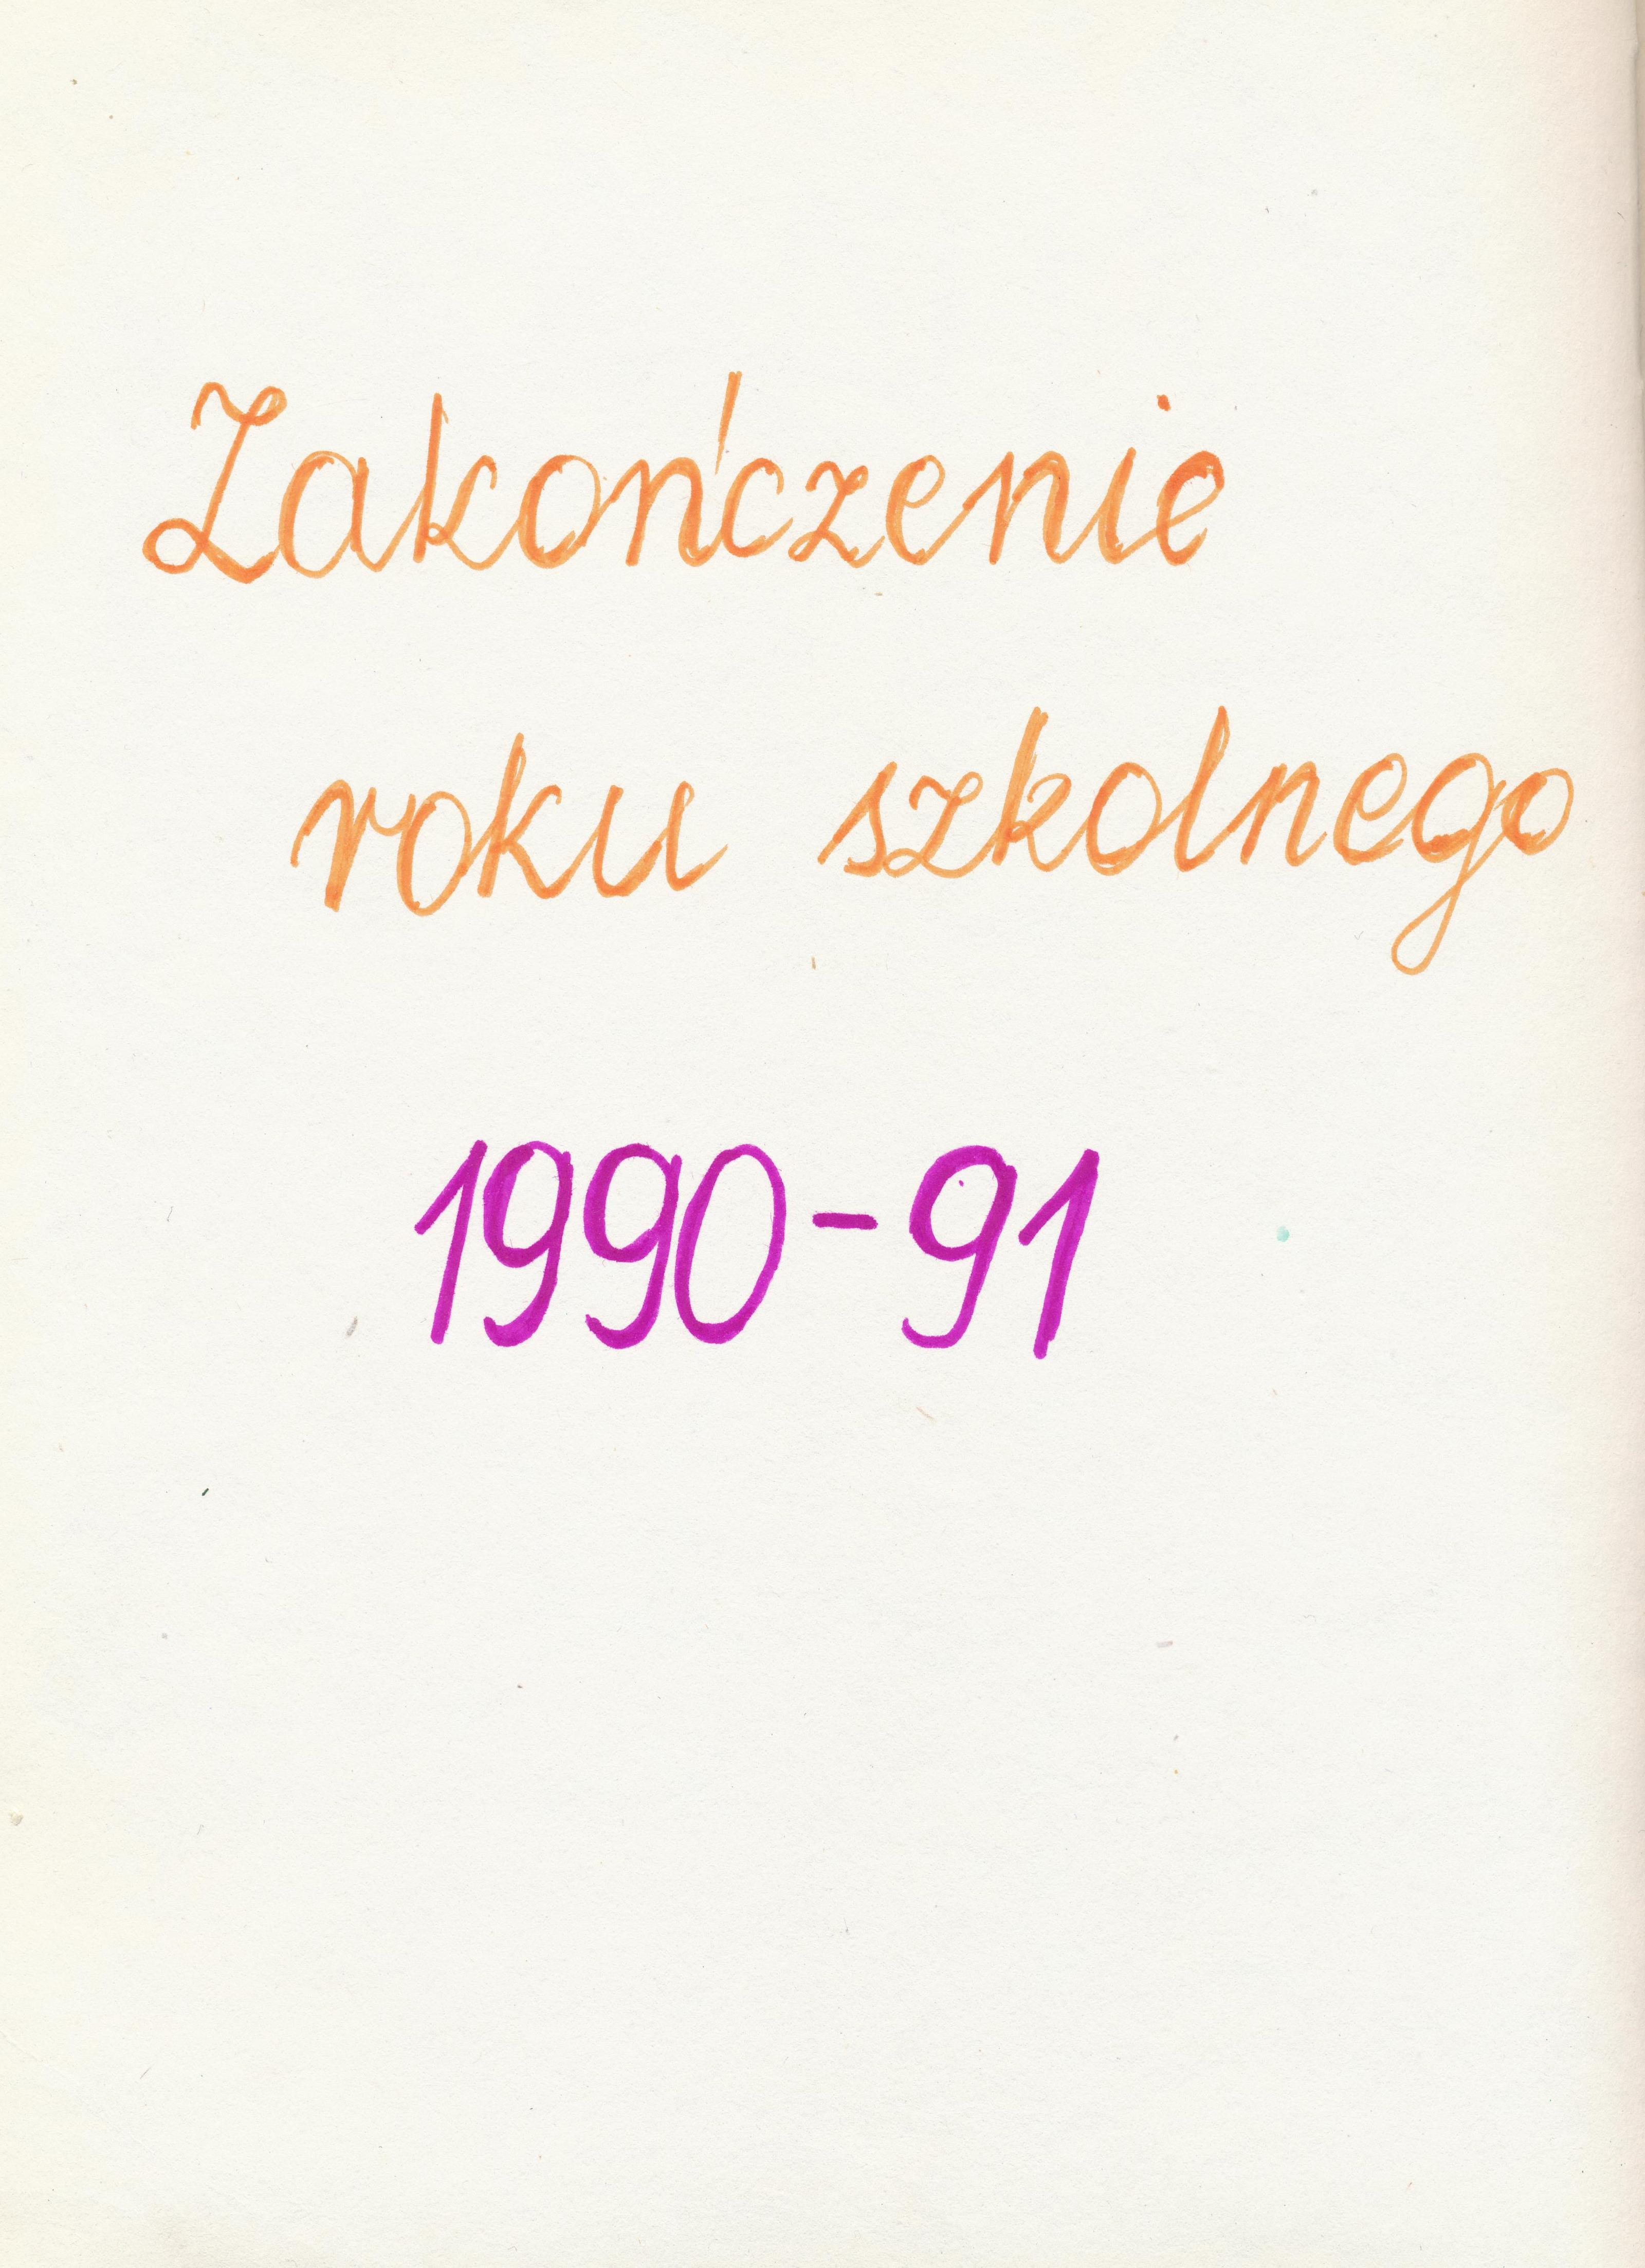 Zakończenie
roku szkolnego
1990-91